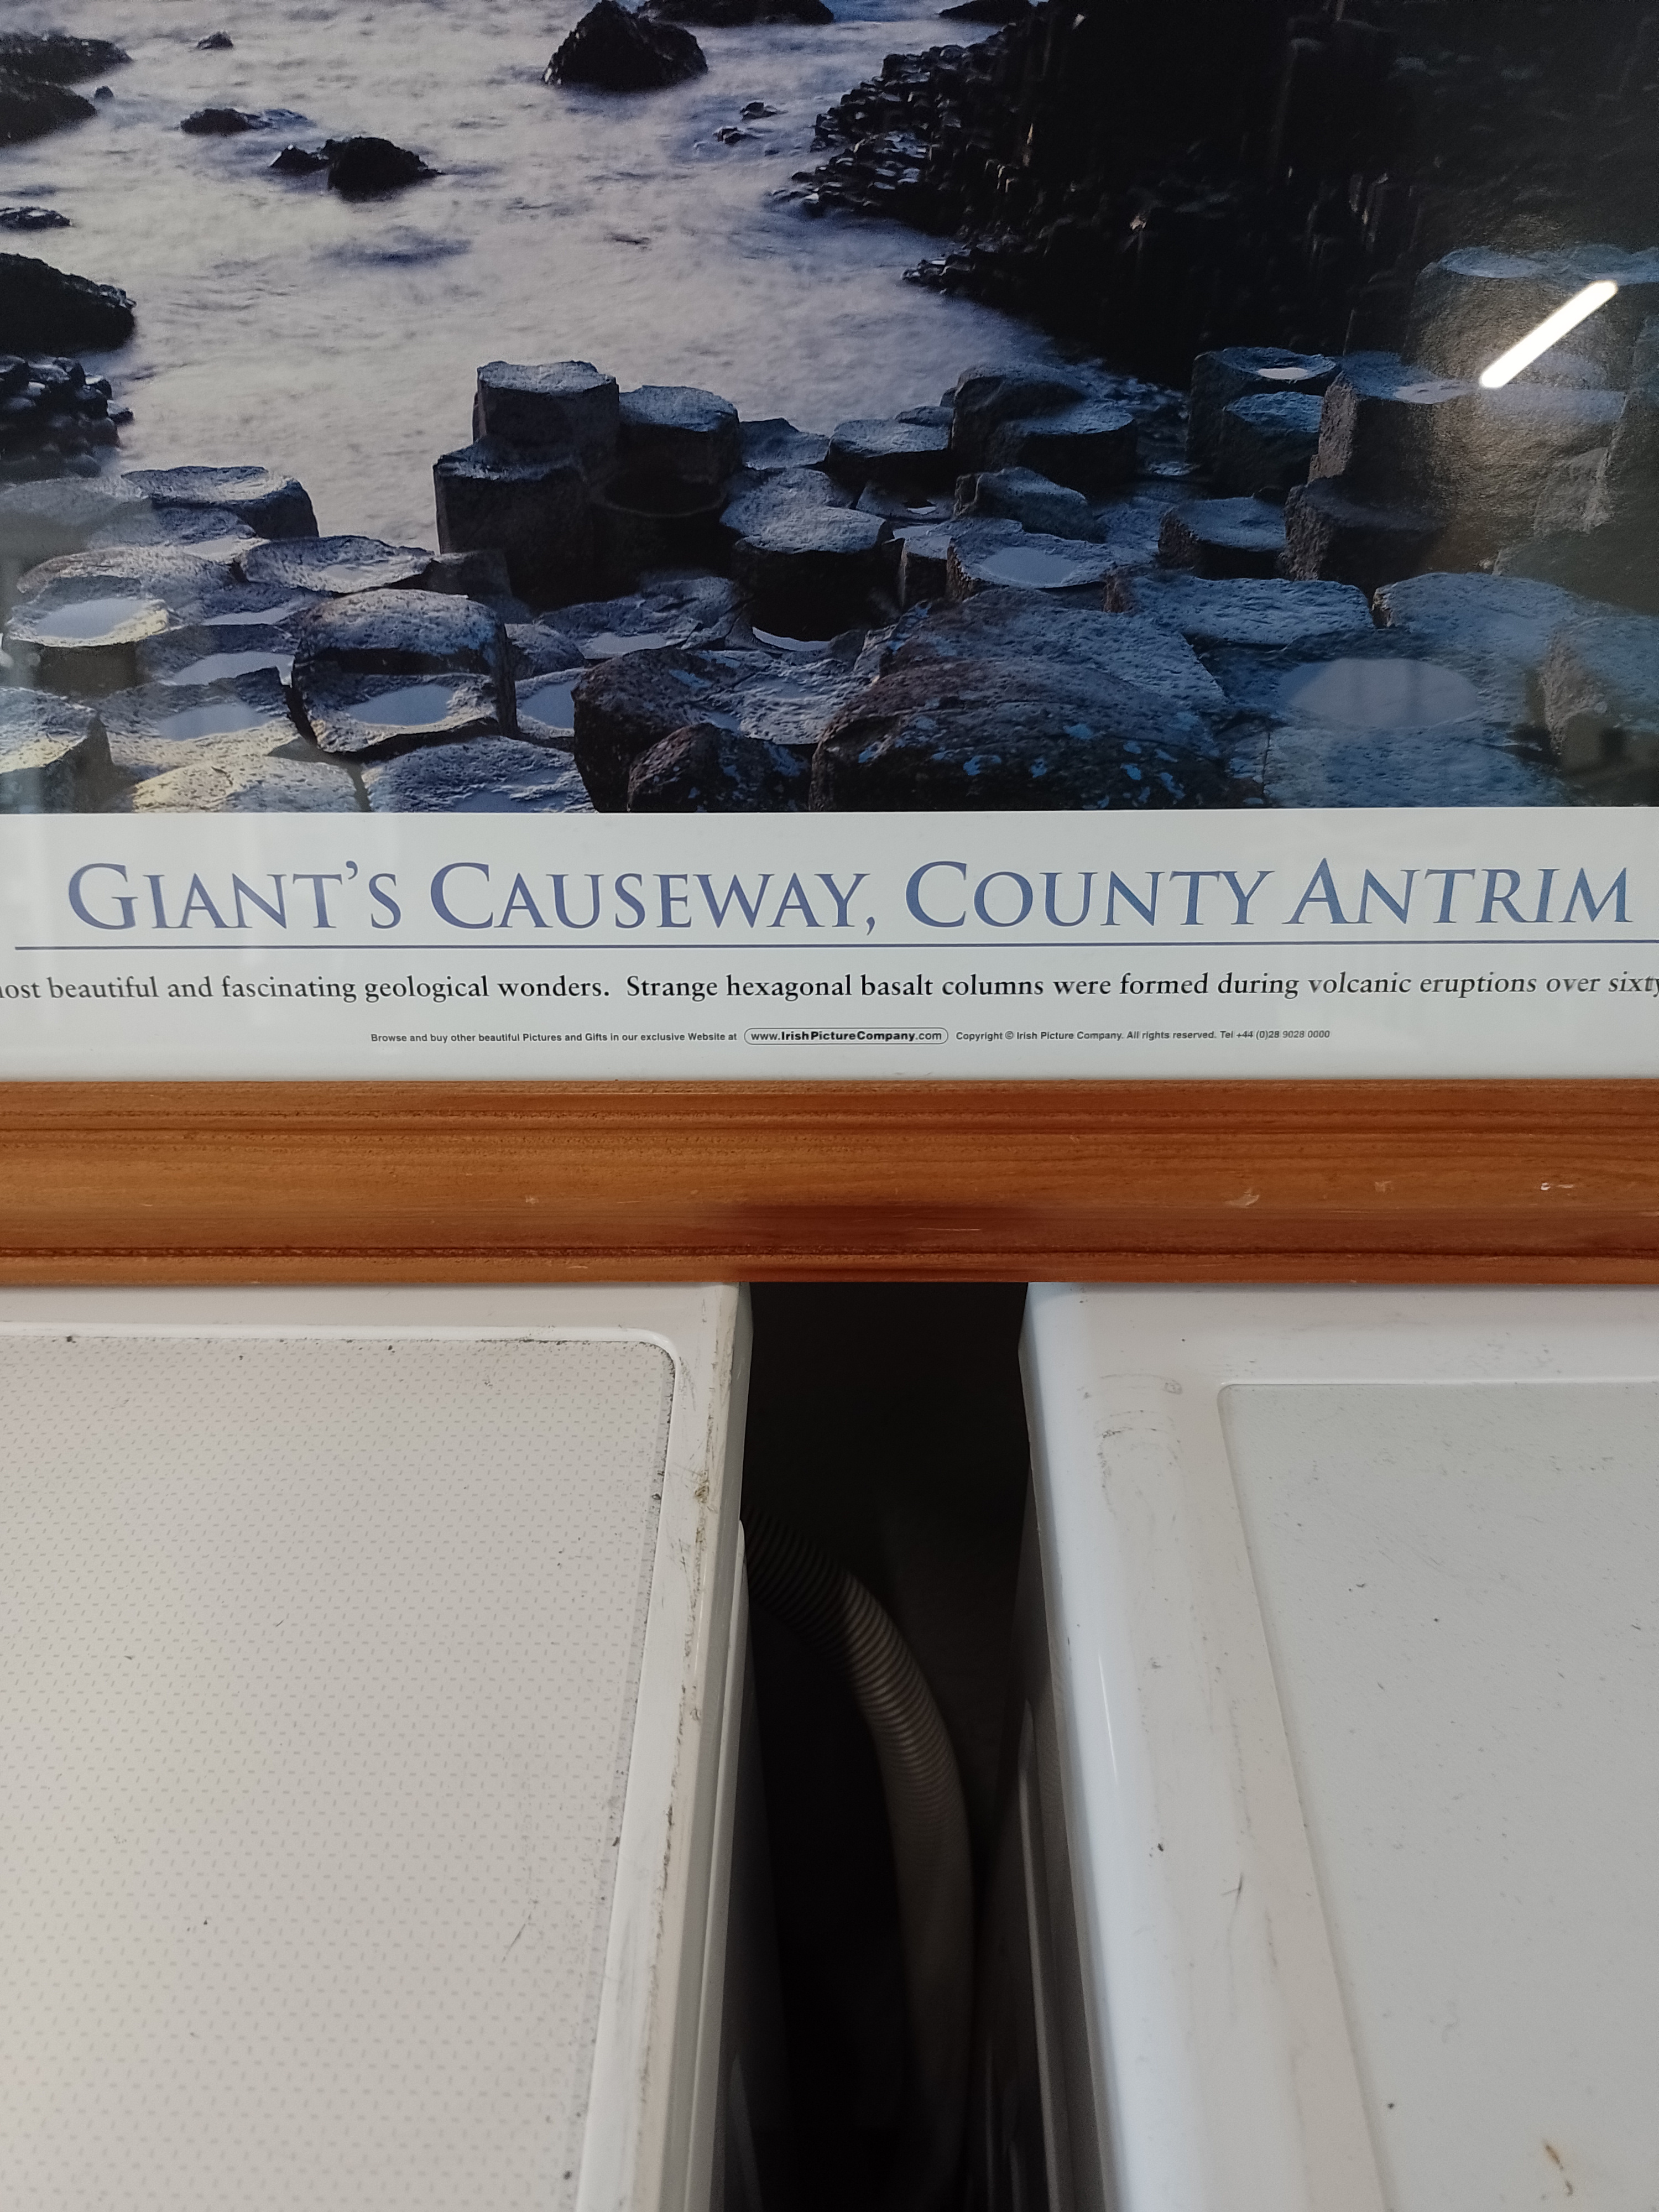 GIANT'S CAUSEWAY, COUNTY ANTRIM
beautiful and fascinating geological wonders. Strange hexagonal basalt columns were formed during volcanic eruptions over sixty
Browse and buy other beautiful Pictures and Gifts in our exclusive Website at www.IrishPictureCompany.com Copyright © Irish Picture Company. All rights reserved. Tel +44 (0)28 9028 0000